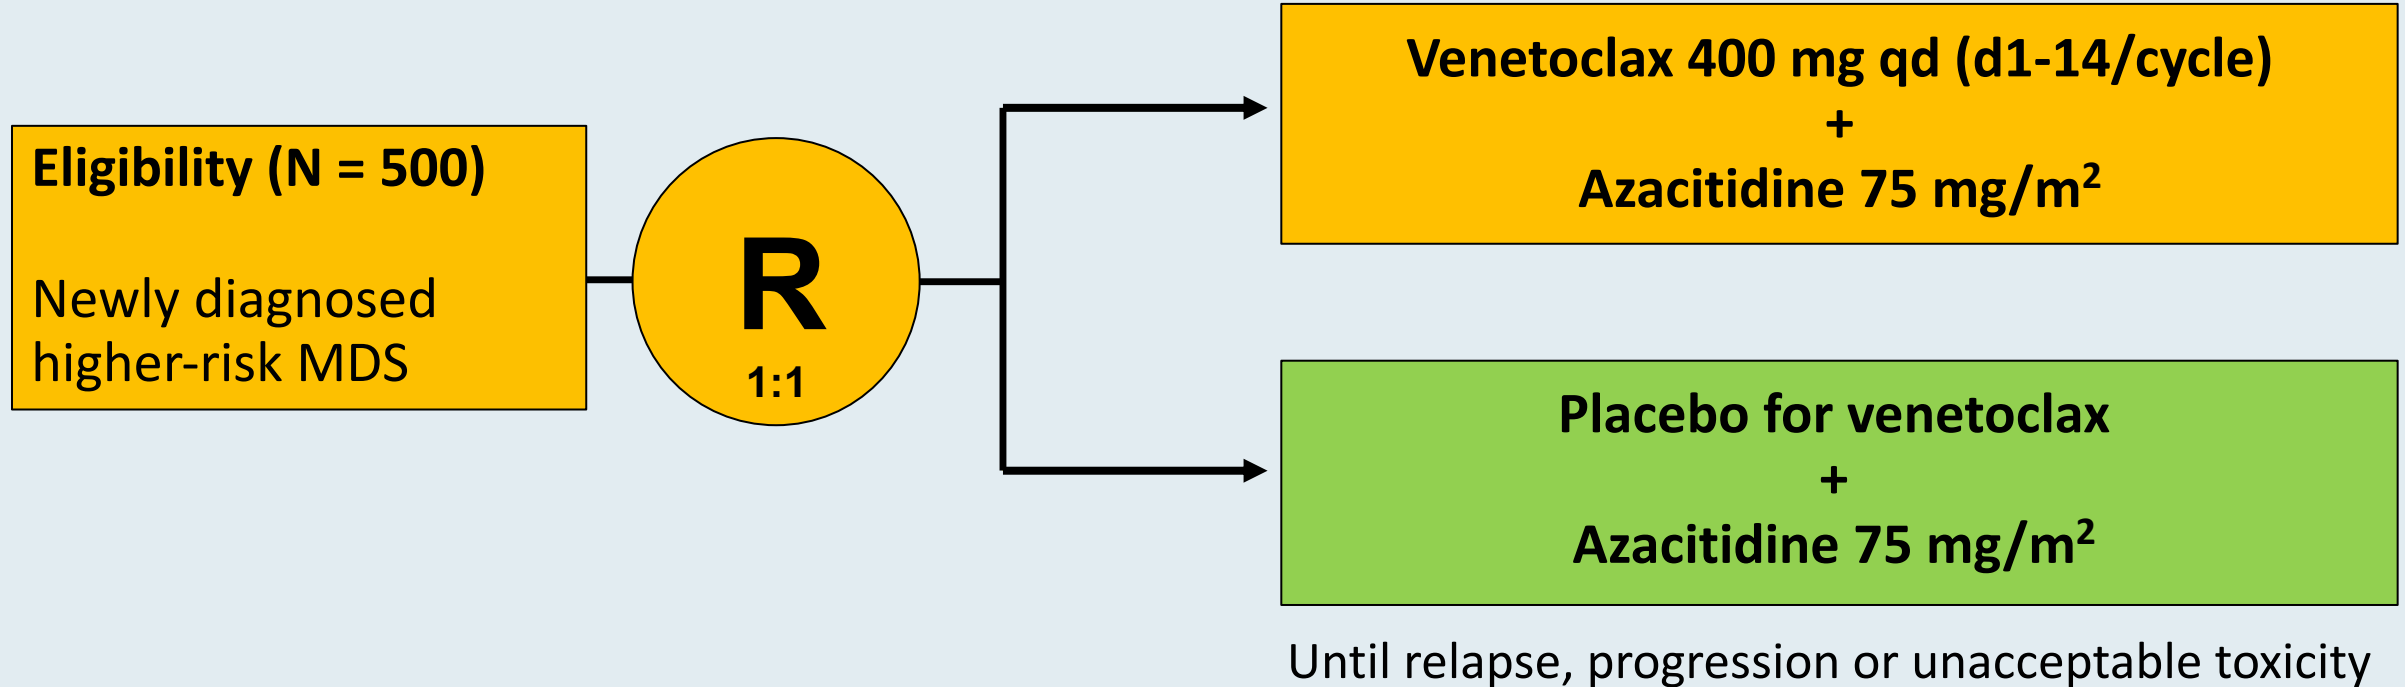 Eligibility (N = 500)
Newly diagnosed
higher-risk MDS
R
1:1
Venetoclax 400 mg qd (d1-14/cycle)
+
Azacitidine 75 mg/m²
Placebo for venetoclax
+
Azacitidine 75 mg/m²
Until relapse, progression or unacceptable toxicity